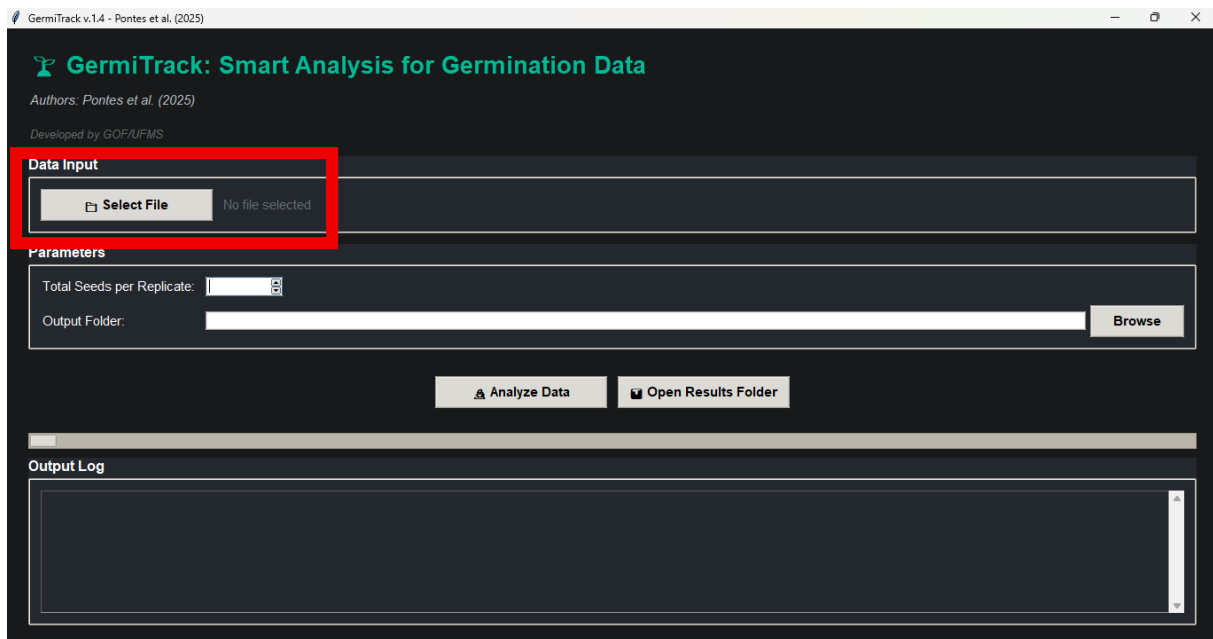 GermiTrack v.1.4 - Pontes et al. (2025)
GermiTrack: Smart Analysis for Germination Data
Authors: Pontes et al. (2025)
Developed by GOF/UFMS
Data Input
Select File No file selected
Parameters
Total Seeds per Replicate:
Output Folder: Browse
Analyze Data Open Results Folder
Output Log